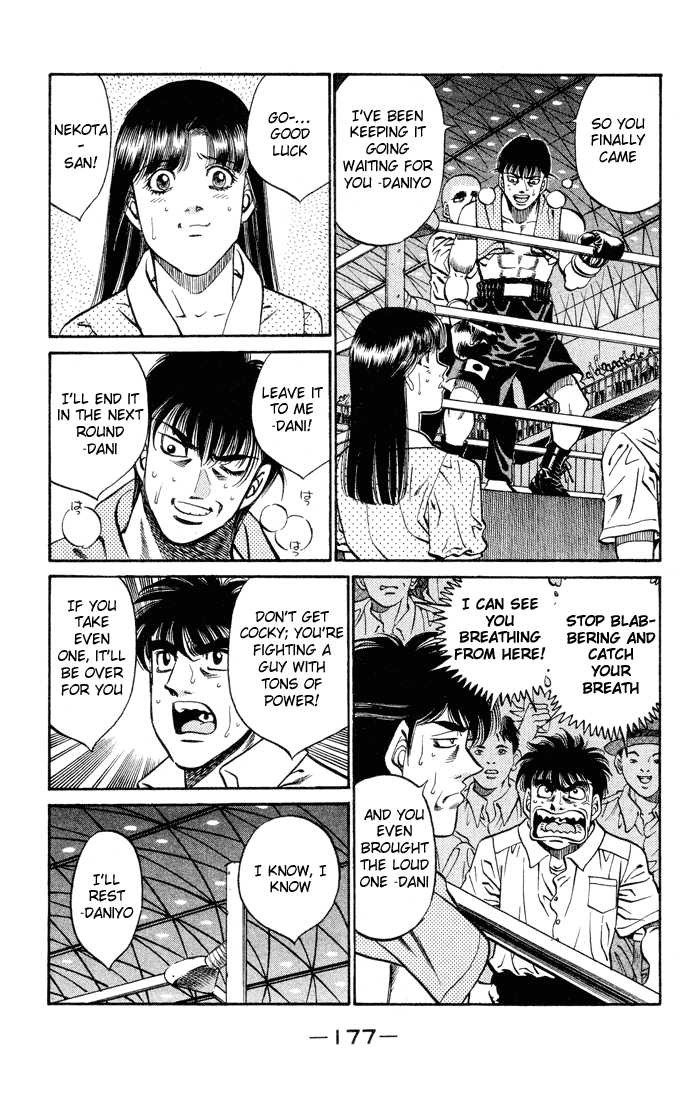 SO YOU
FINALLY
CAME
I'VE BEEN
KEEPING IT
GOING
WAITING FOR
YOU -DANIYO
GO-...
GOOD
LUCK
NEKOTA
-
SAN!
LEAVE IT
TO ME
-DANI!
はっ
はっ
I'LL END IT
IN THE NEXT
ROUND
-DANI
STOP BLAB-
BERING AND
CATCH
YOUR
BREATH
I CAN SEE
YOU
BREATHING
FROM HERE!
AND YOU
EVEN
BROUGHT
THE LOUD
ONE -DANI
DON'T GET
COCKY; YOU'RE
FIGHTING A
GUY WITH
TONS OF
POWER!
IF YOU
TAKE
EVEN
ONE, IT'LL
BE OVER
FOR YOU
I KNOW, I
KNOW
I'LL
REST
-DANIYO
—177—